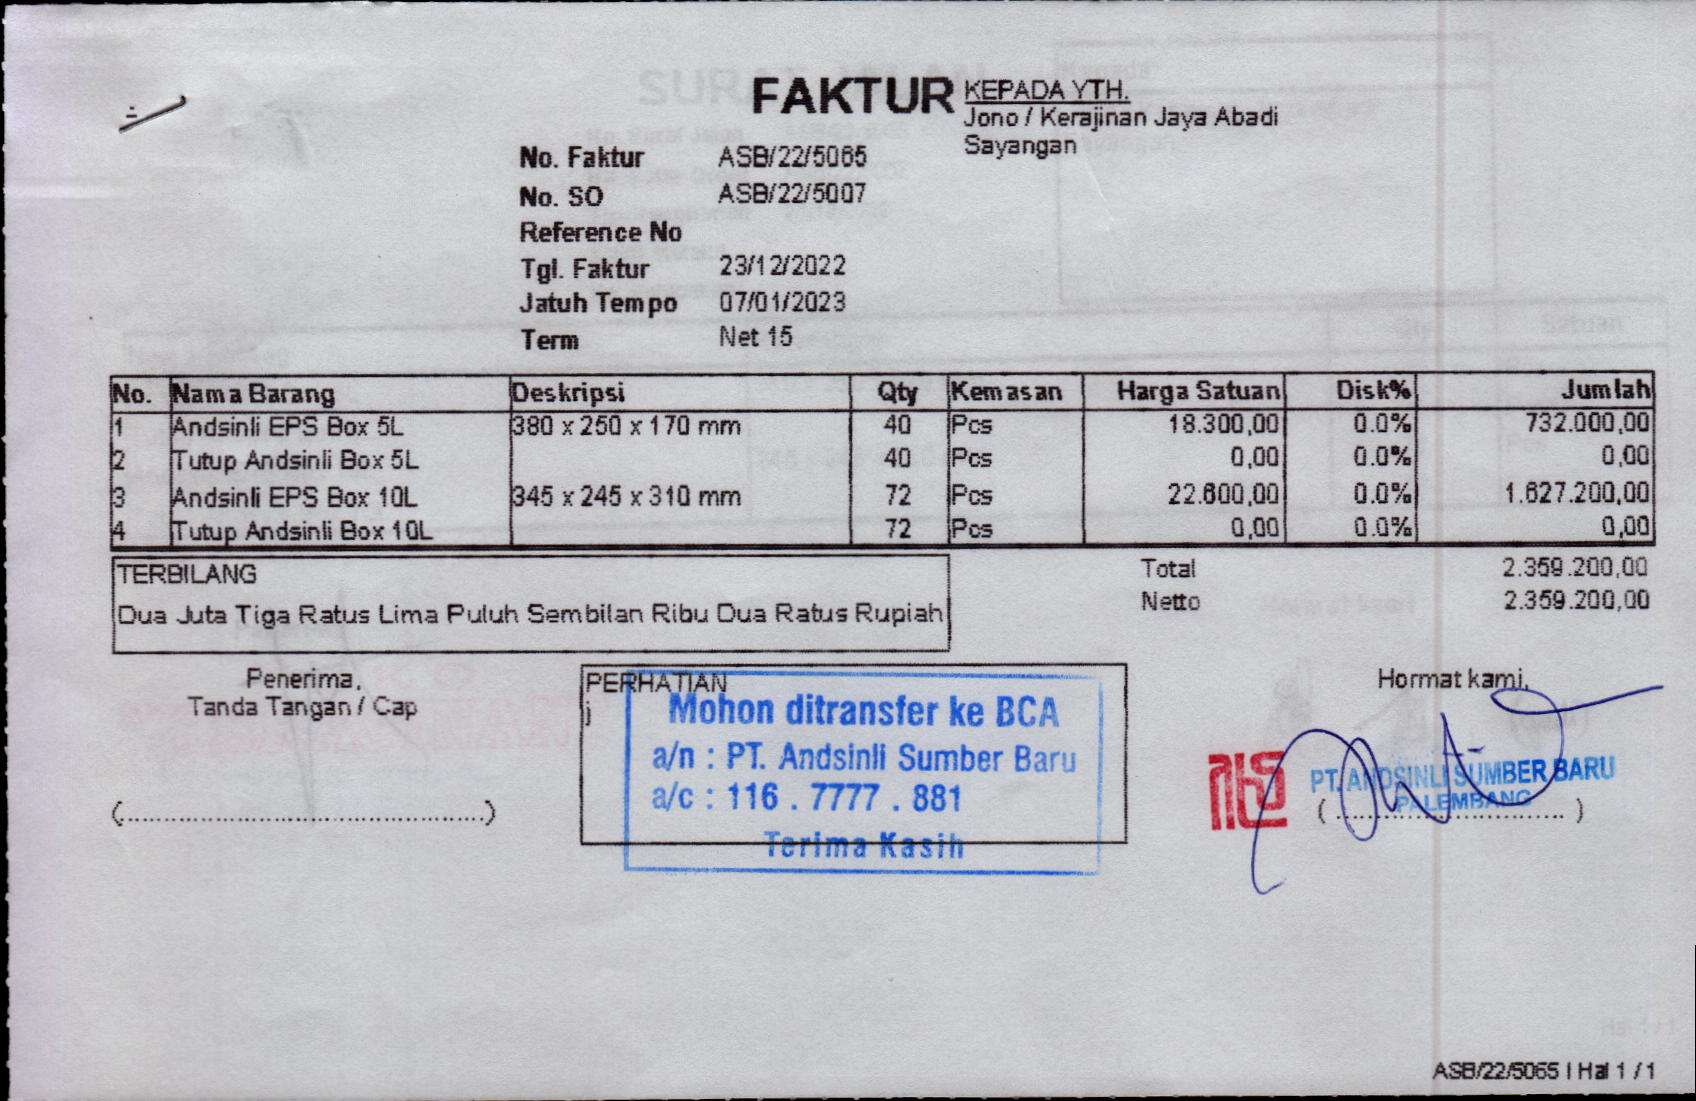 FAKTUR
KEPADA YTH.
Jono / Kerajinan Jaya Abadi
Sayangan
No. Faktur ASB/22/5065
No. SO ASB/22/5007
Reference No
Tgl. Faktur 23/12/2022
Jatuh Tempo 07/01/2023
Term Net 15
No. Nama Barang Deskripsi Qty Kemasan Harga Satuan Disk% Jumlah
1 Andsinli EPS Box 5L 380 x 250 x 170 mm 40 Pcs 18.300,00 0.0% 732.000,00
2 Tutup Andsinli Box 5L 40 Pcs 0,00 0.0% 0,00
3 Andsinli EPS Box 10L 345 x 245 x 310 mm 72 Pcs 22.600,00 0.0% 1.627.200,00
4 Tutup Andsinli Box 10L 72 Pcs 0,00 0.0% 0,00
TERBILANG
Dua Juta Tiga Ratus Lima Puluh Sembilan Ribu Dua Ratus Rupiah
Total 2.359.200,00
Netto 2.359.200,00
Penerima,
Tanda Tangan / Cap
(..........................................)
PERHATIAN
j
Mohon ditransfer ke BCA
a/n : PT. Andsinli Sumber Baru
a/c : 116 . 7777 . 881
Terima Kasih
Hormat kami,
PT. ANDSINLI SUMBER BARU
PALEMBANG
( .......................... )
ASB/22/5065 | Hal 1 / 1